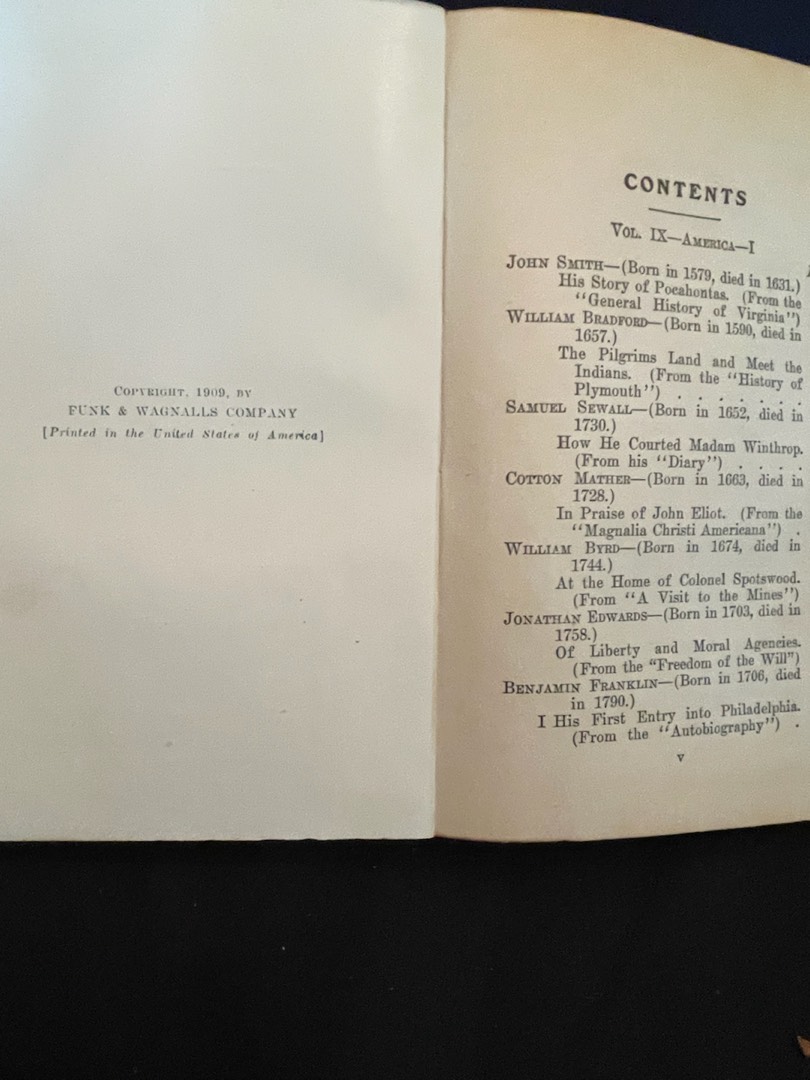 COPYRIGHT, 1909, BY
FUNK & WAGNALLS COMPANY
[Printed in the United States of America]
CONTENTS
VOL. IX—AMERICA—I
JOHN SMITH—(Born in 1579, died in 1631.)
His Story of Pocahontas. (From the
"General History of Virginia")
WILLIAM BRADFORD—(Born in 1590, died in
1657.)
The Pilgrims Land and Meet the
Indians. (From the "History of
Plymouth") . . . . . .
SAMUEL SEWALL—(Born in 1652, died in
1730.)
How He Courted Madam Winthrop.
(From his "Diary") . . . .
COTTON MATHER—(Born in 1663, died in
1728.)
In Praise of John Eliot. (From the
"Magnalia Christi Americana") .
WILLIAM BYRD—(Born in 1674, died in
1744.)
At the Home of Colonel Spotswood.
(From "A Visit to the Mines")
JONATHAN EDWARDS—(Born in 1703, died in
1758.)
Of Liberty and Moral Agencies.
(From the "Freedom of the Will")
BENJAMIN FRANKLIN—(Born in 1706, died
in 1790.)
I His First Entry into Philadelphia.
(From the "Autobiography") .
v